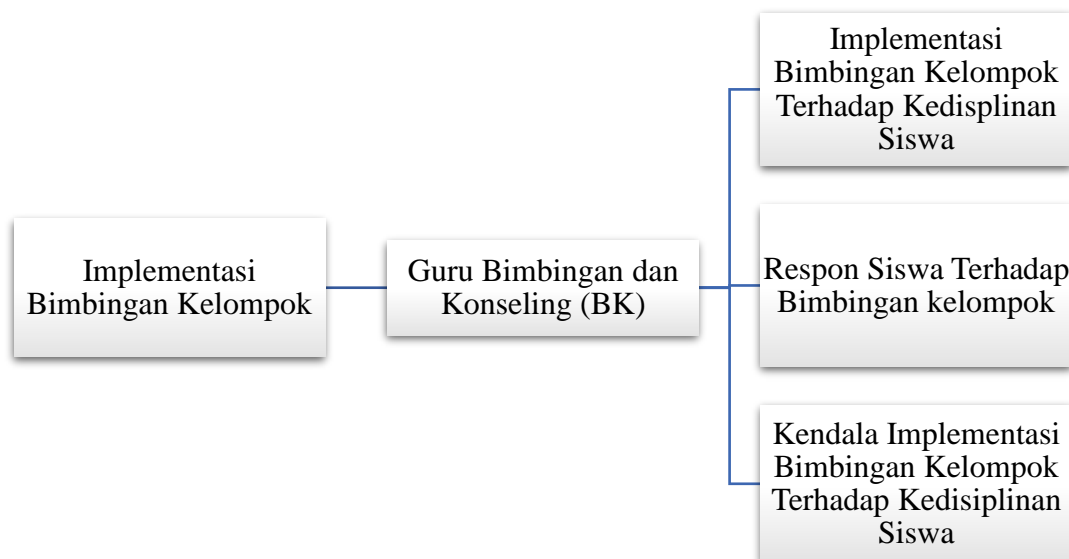 Implementasi
Bimbingan Kelompok
Guru Bimbingan dan
Konseling (BK)
Implementasi
Bimbingan Kelompok
Terhadap Kedisplinan
Siswa
Respon Siswa Terhadap
Bimbingan kelompok
Kendala Implementasi
Bimbingan Kelompok
Terhadap Kedisiplinan
Siswa